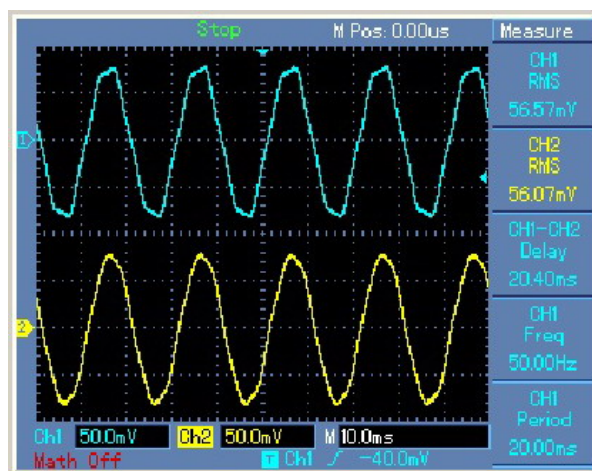 Stop M Pos: 0.00us Measure
CH1
RMS
56.57mV
CH2
RMS
56.07mV
CH1-CH2
Delay
20.40ms
CH1
Freq
50.00Hz
CH1
Period
20.00ms
1
2
Ch1 50.0mV Ch2 50.0mV M 10.0ms
Math Off T Ch1 -40.0mV